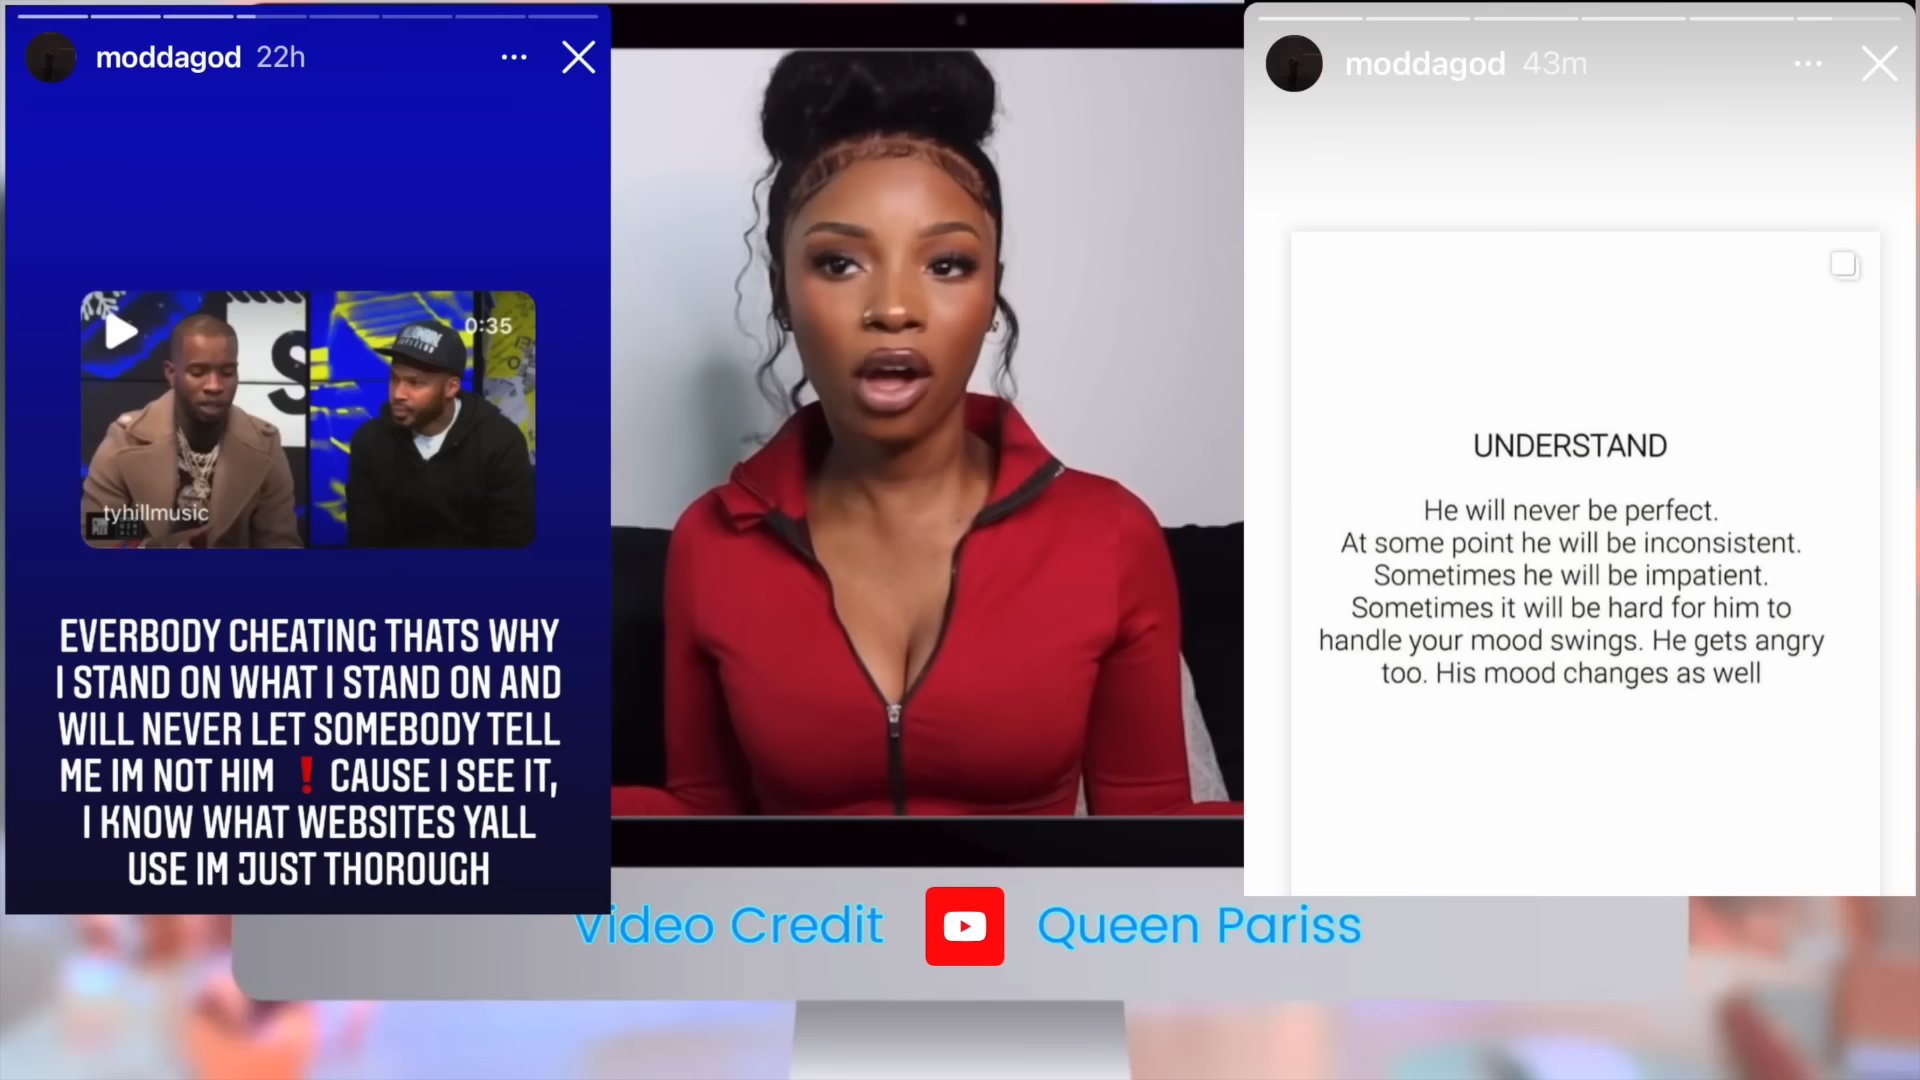 moddagod 22h
0:35
tyhillmusic
EVERBODY CHEATING THATS WHY
I STAND ON WHAT I STAND ON AND
WILL NEVER LET SOMEBODY TELL
ME IM NOT HIM ❗ CAUSE I SEE IT,
I KNOW WHAT WEBSITES YALL
USE IM JUST THOROUGH
moddagod 43m
UNDERSTAND
He will never be perfect.
At some point he will be inconsistent.
Sometimes he will be impatient.
Sometimes it will be hard for him to
handle your mood swings. He gets angry
too. His mood changes as well
Video Credit Queen Pariss